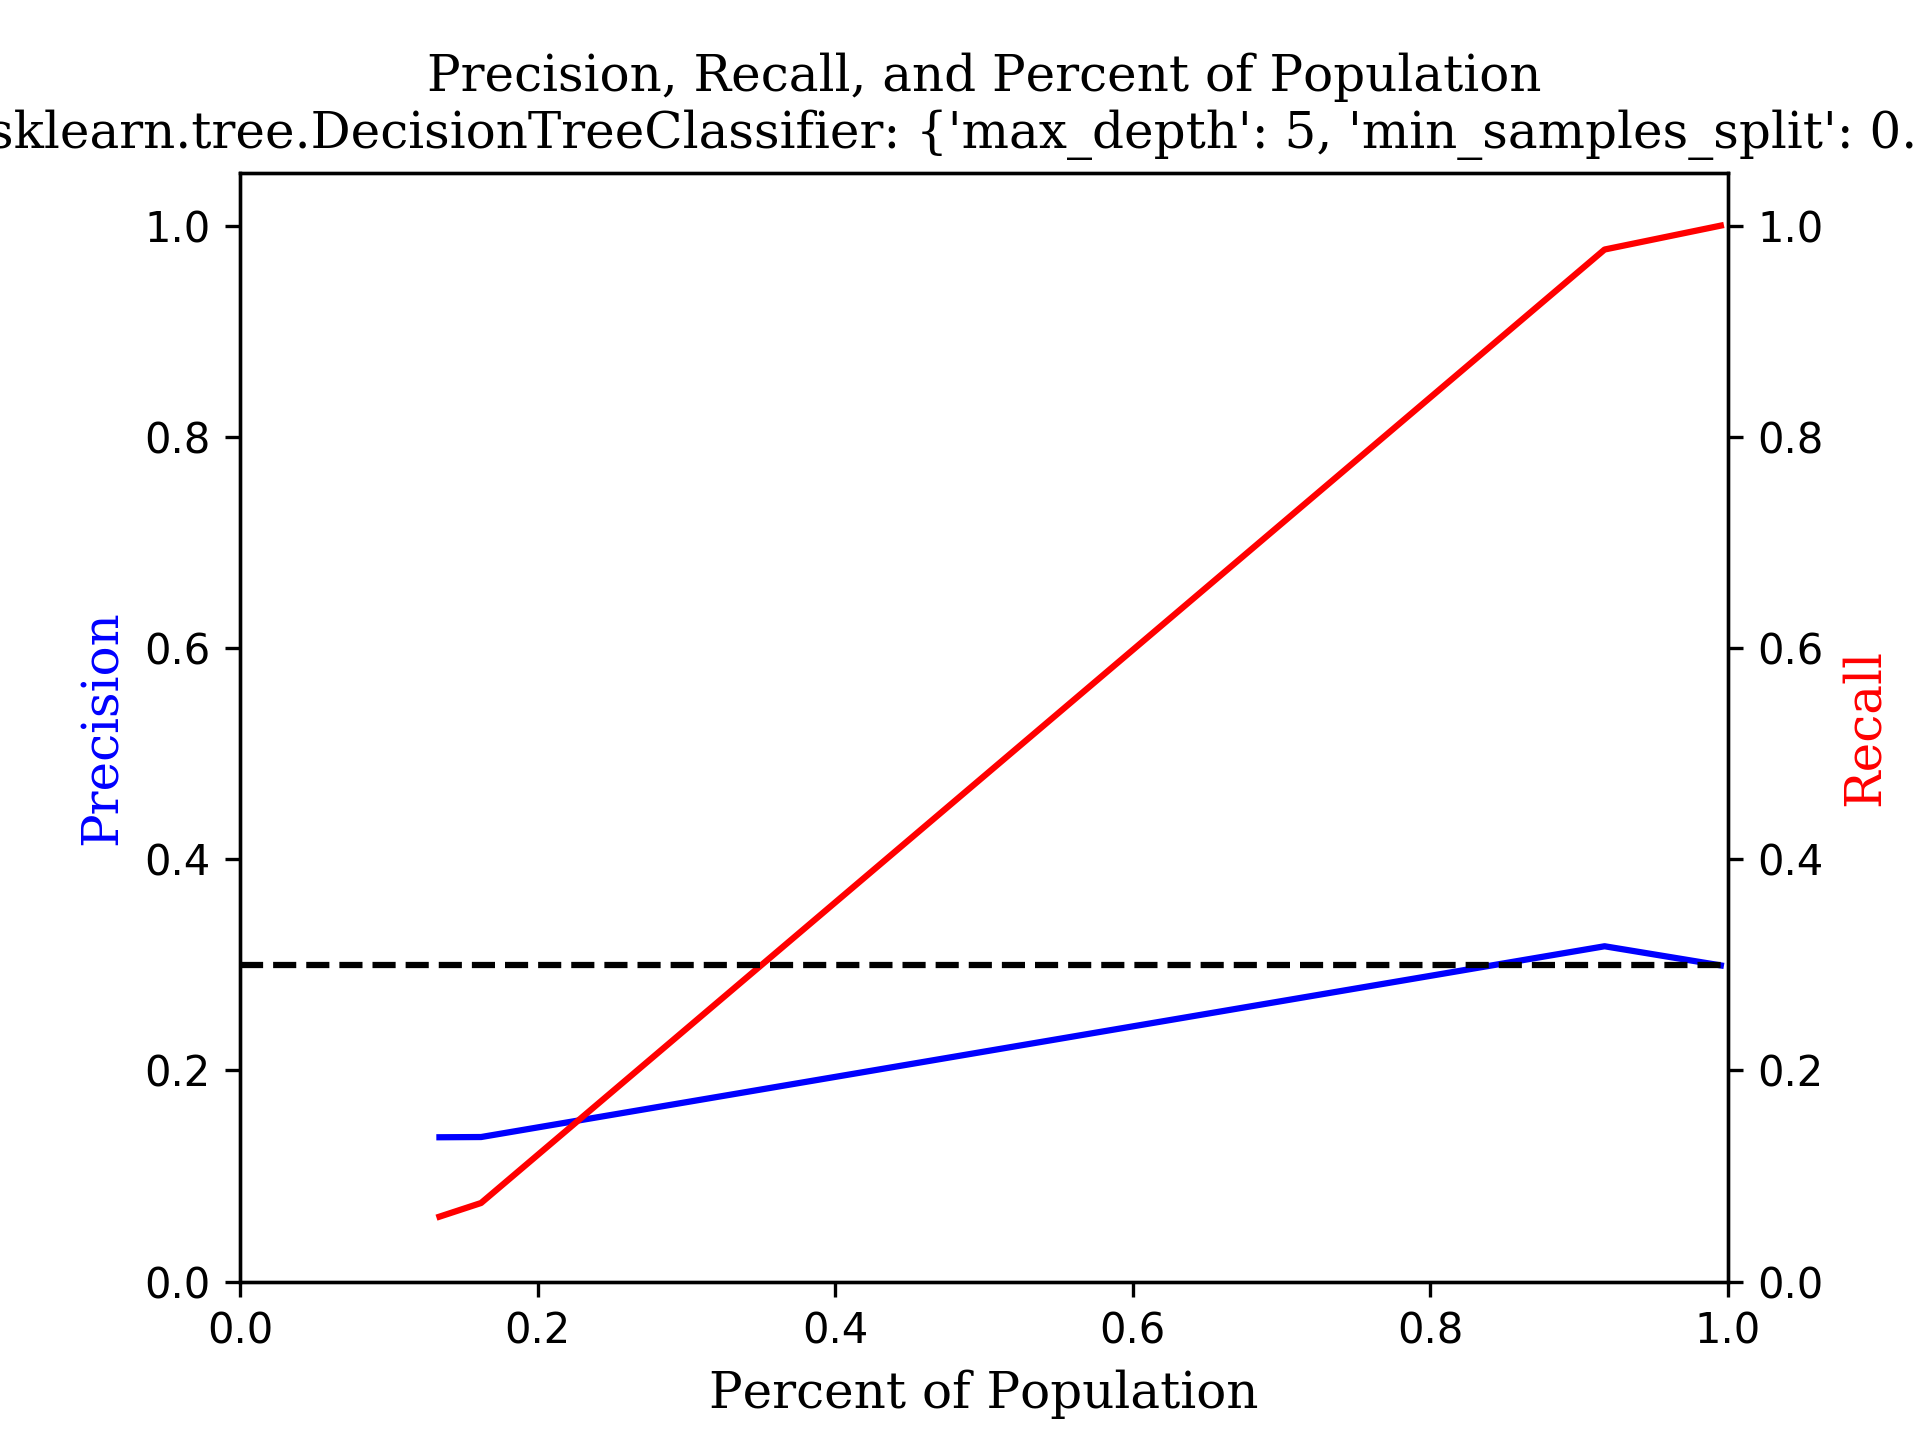 Precision, Recall, and Percent of Population
sklearn.tree.DecisionTreeClassifier: {'max_depth': 5, 'min_samples_split': 0.
1.0
0.8
0.6
0.4
0.2
0.0
Precision
1.0
0.8
0.6
0.4
0.2
0.0
Recall
0.0 0.2 0.4 0.6 0.8 1.0
Percent of Population